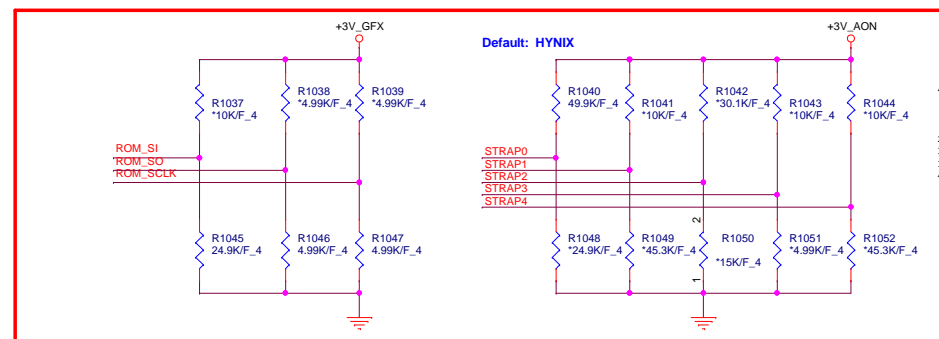 +3V_GFX
R1037
*10K/F_4
R1038
*4.99K/F_4
R1039
*4.99K/F_4
ROM_SI
ROM_SO
ROM_SCLK
R1045
24.9K/F_4
R1046
4.99K/F_4
R1047
4.99K/F_4
Default: HYNIX
+3V_AON
R1040
49.9K/F_4
R1041
*10K/F_4
R1042
*30.1K/F_4
R1043
*10K/F_4
R1044
*10K/F_4
STRAP0
STRAP1
STRAP2
STRAP3
STRAP4
R1048
*24.9K/F_4
R1049
*45.3K/F_4
2
R1050
*15K/F_4
1
R1051
*4.99K/F_4
R1052
*45.3K/F_4